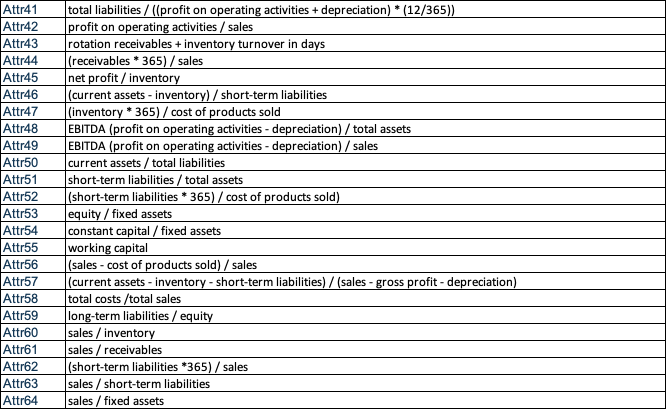 Attr41 total liabilities / ((profit on operating activities + depreciation) * (12/365))
Attr42 profit on operating activities / sales
Attr43 rotation receivables + inventory turnover in days
Attr44 (receivables * 365) / sales
Attr45 net profit / inventory
Attr46 (current assets - inventory) / short-term liabilities
Attr47 (inventory * 365) / cost of products sold
Attr48 EBITDA (profit on operating activities - depreciation) / total assets
Attr49 EBITDA (profit on operating activities - depreciation) / sales
Attr50 current assets / total liabilities
Attr51 short-term liabilities / total assets
Attr52 (short-term liabilities * 365) / cost of products sold)
Attr53 equity / fixed assets
Attr54 constant capital / fixed assets
Attr55 working capital
Attr56 (sales - cost of products sold) / sales
Attr57 (current assets - inventory - short-term liabilities) / (sales - gross profit - depreciation)
Attr58 total costs /total sales
Attr59 long-term liabilities / equity
Attr60 sales / inventory
Attr61 sales / receivables
Attr62 (short-term liabilities *365) / sales
Attr63 sales / short-term liabilities
Attr64 sales / fixed assets